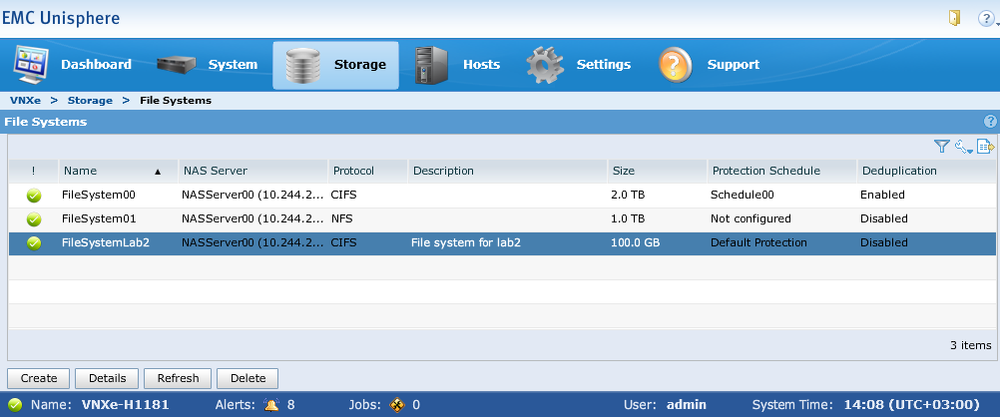 EMC Unisphere
Dashboard System Storage Hosts Settings Support
VNXe > Storage > File Systems
File Systems
! Name NAS Server Protocol Description Size Protection Schedule Deduplication
FileSystem00 NASServer00 (10.244.2... CIFS 2.0 TB Schedule00 Enabled
FileSystem01 NASServer00 (10.244.2... NFS 1.0 TB Not configured Disabled
FileSystemLab2 NASServer00 (10.244.2... CIFS File system for lab2 100.0 GB Default Protection Disabled
3 items
Create Details Refresh Delete
Name: VNXe-H1181 Alerts: 8 Jobs: 0 User: admin System Time: 14:08 (UTC+03:00)